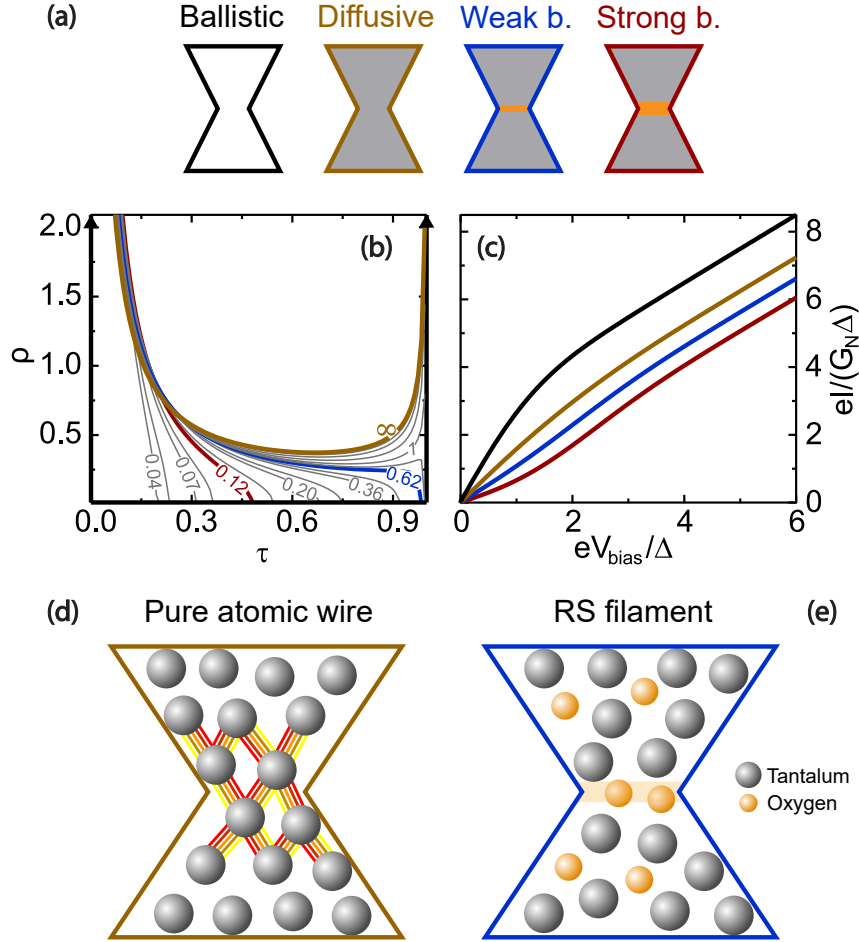 (a)
Ballistic Diffusive Weak b. Strong b.
(b)
ρ
2.0
1.5
1.0
0.5
0.0 0.3 0.6 0.9
τ
0.04
0.07
0.12
0.20
0.36
0.62
1
∞
(c)
eI/(G_NΔ)
8
6
4
2
0
0 2 4 6
eV_bias/Δ
(d) Pure atomic wire
RS filament (e)
Tantalum
Oxygen